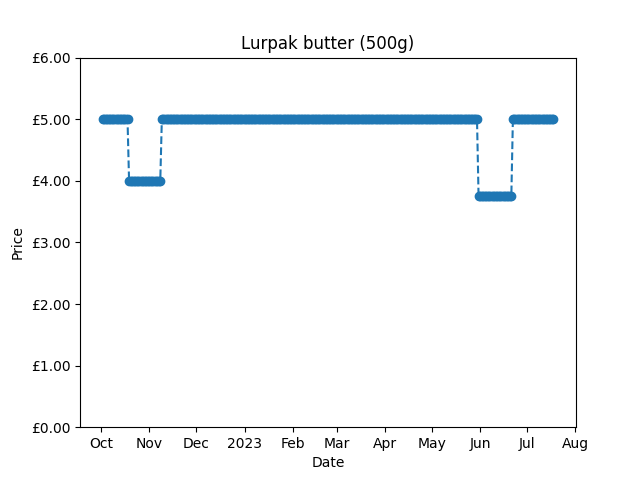 Lurpak butter (500g)
£6.00
£5.00
£4.00
£3.00
£2.00
£1.00
£0.00
Price
Oct Nov Dec 2023 Feb Mar Apr May Jun Jul Aug
Date